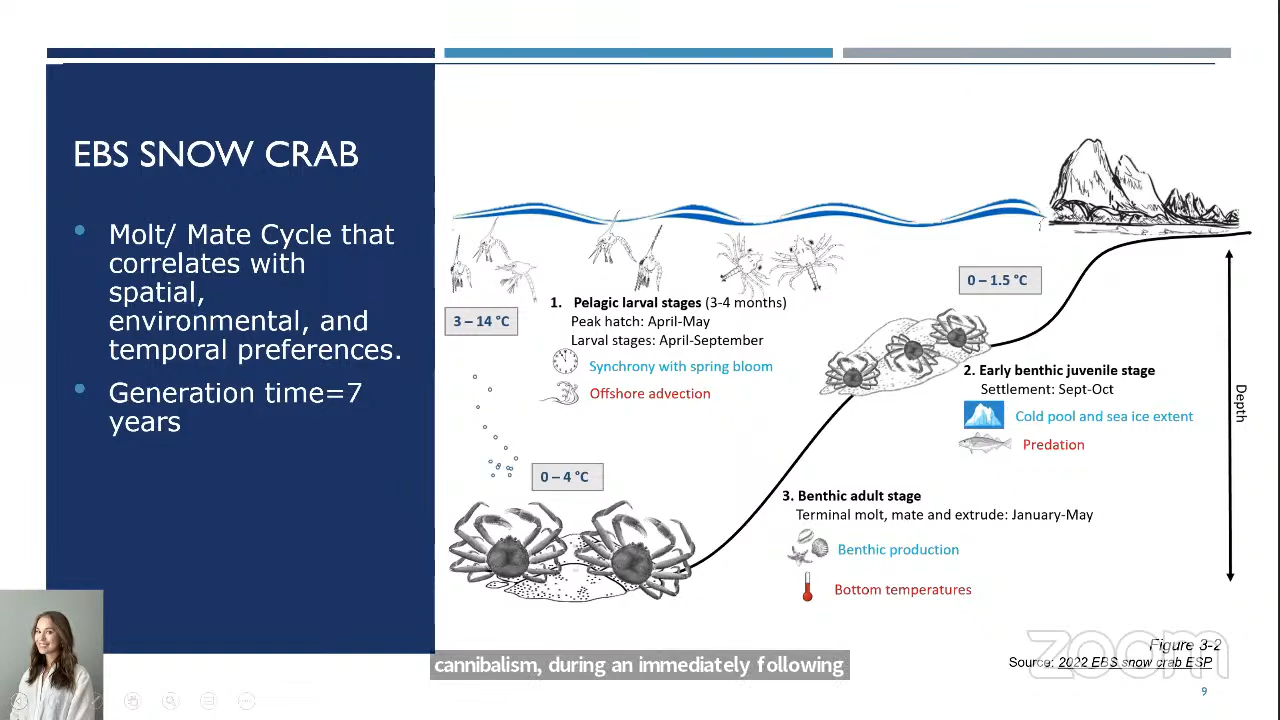 EBS SNOW CRAB
• Molt/ Mate Cycle that
correlates with
spatial,
environmental, and
temporal preferences.
• Generation time=7
years
3 – 14 °C
1. Pelagic larval stages (3-4 months)
Peak hatch: April-May
Larval stages: April-September
Synchrony with spring bloom
Offshore advection
0 – 1.5 °C
2. Early benthic juvenile stage
Settlement: Sept-Oct
Cold pool and sea ice extent
Predation
Depth
0 – 4 °C
3. Benthic adult stage
Terminal molt, mate and extrude: January-May
Benthic production
Bottom temperatures
zoom
Figure 3-2
Source: 2022 EBS snow crab ESP
cannibalism, during an immediately following
9